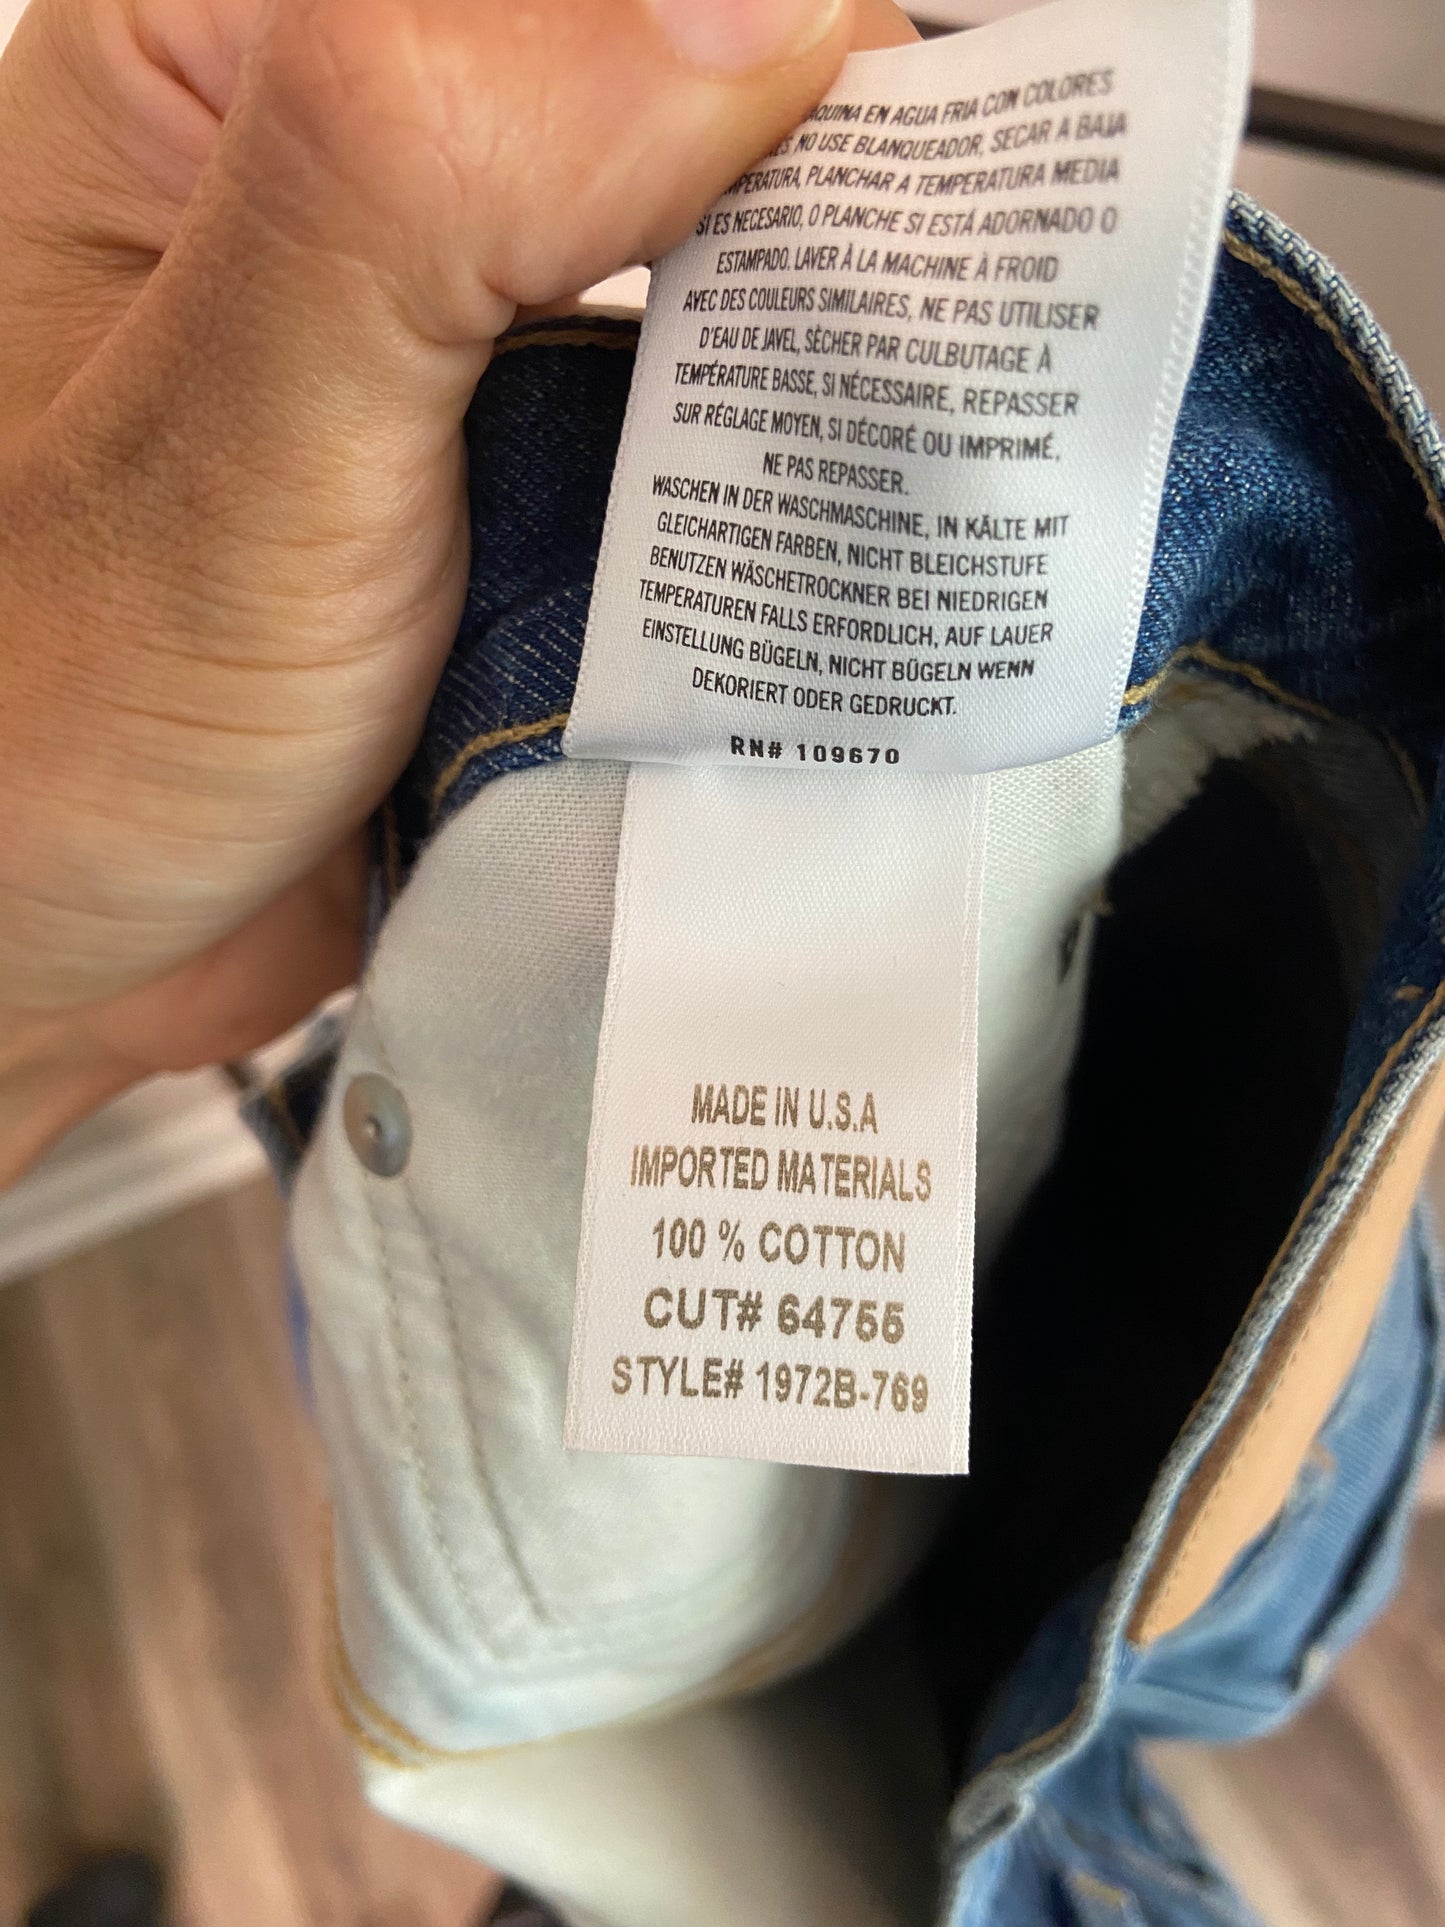 EN AGUA FRIA CON COLORES
NO USE BLANQUEADOR, SECAR A BAJA
PLANCHAR A TEMPERATURA MEDIA
SI ES NECESARIO, O PLANCHE SI ESTÁ ADORNADO O
ESTAMPADO. LAVER À LA MACHINE À FROID
AVEC DES COULEURS SIMILAIRES, NE PAS UTILISER
D'EAU DE JAVEL, SÈCHER PAR CULBUTAGE À
TEMPÉRATURE BASSE, SI NÉCESSAIRE, REPASSER
SUR RÉGLAGE MOYEN, SI DÉCORÉ OU IMPRIMÉ,
NE PAS REPASSER.
WASCHEN IN DER WASCHMASCHINE, IN KÄLTE MIT
GLEICHARTIGEN FARBEN, NICHT BLEICHSTUFE
BENUTZEN WÄSCHETROCKNER BEI NIEDRIGEN
TEMPERATUREN FALLS ERFORDLICH, AUF LAUER
EINSTELLUNG BÜGELN, NICHT BÜGELN WENN
DEKORIERT ODER GEDRUCKT.
RN# 109670
MADE IN U.S.A
IMPORTED MATERIALS
100 % COTTON
CUT#
STYLE# 1972B-769